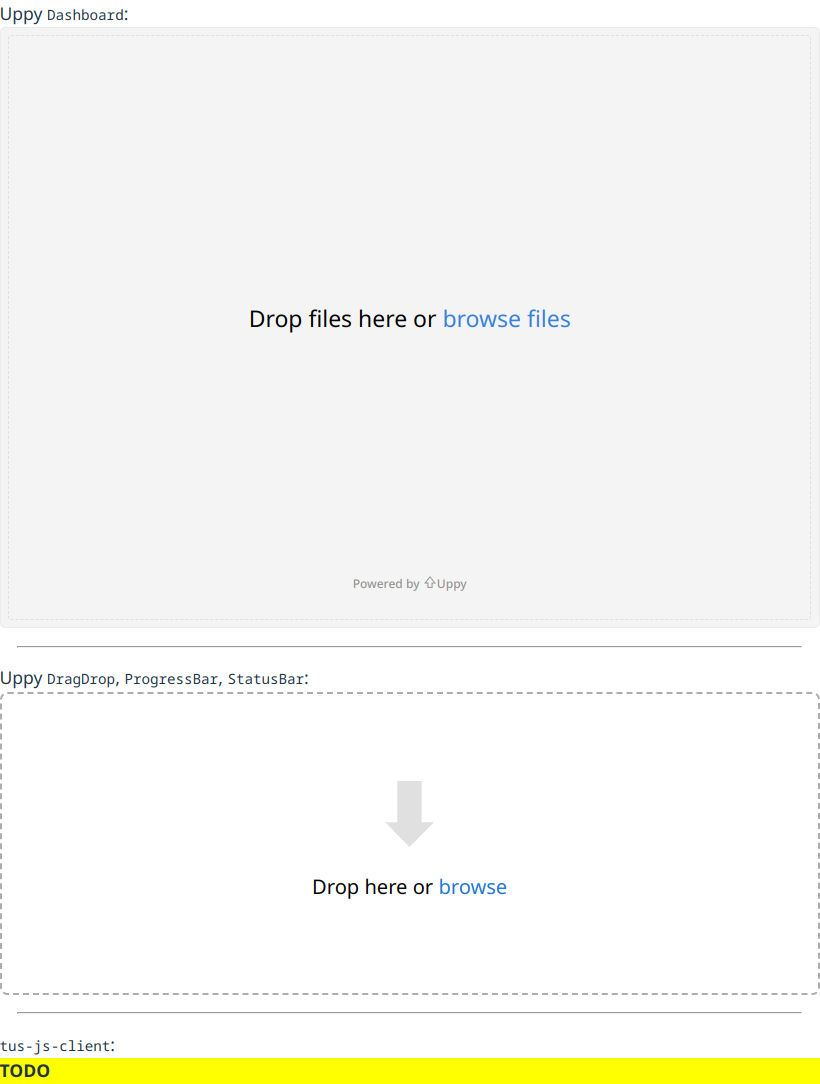 Uppy Dashboard:
Drop files here or browse files
Powered by Uppy
Uppy DragDrop, ProgressBar, StatusBar:
Drop here or browse
tus-js-client:
TODO